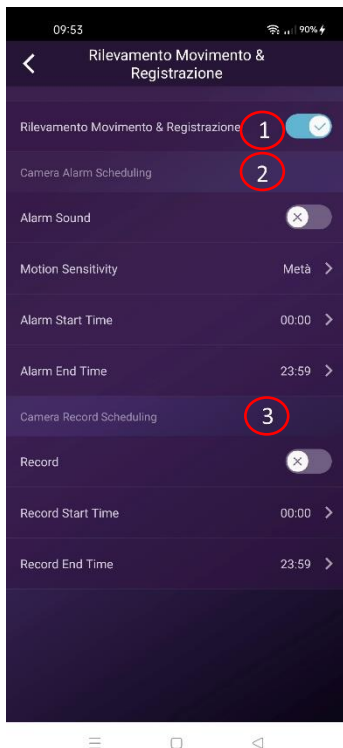 09:53 90%
Rilevamento Movimento &
Registrazione
Rilevamento Movimento & Registrazione 1
Camera Alarm Scheduling 2
Alarm Sound
Motion Sensitivity Metà
Alarm Start Time 00:00
Alarm End Time 23:59
Camera Record Scheduling 3
Record
Record Start Time 00:00
Record End Time 23:59